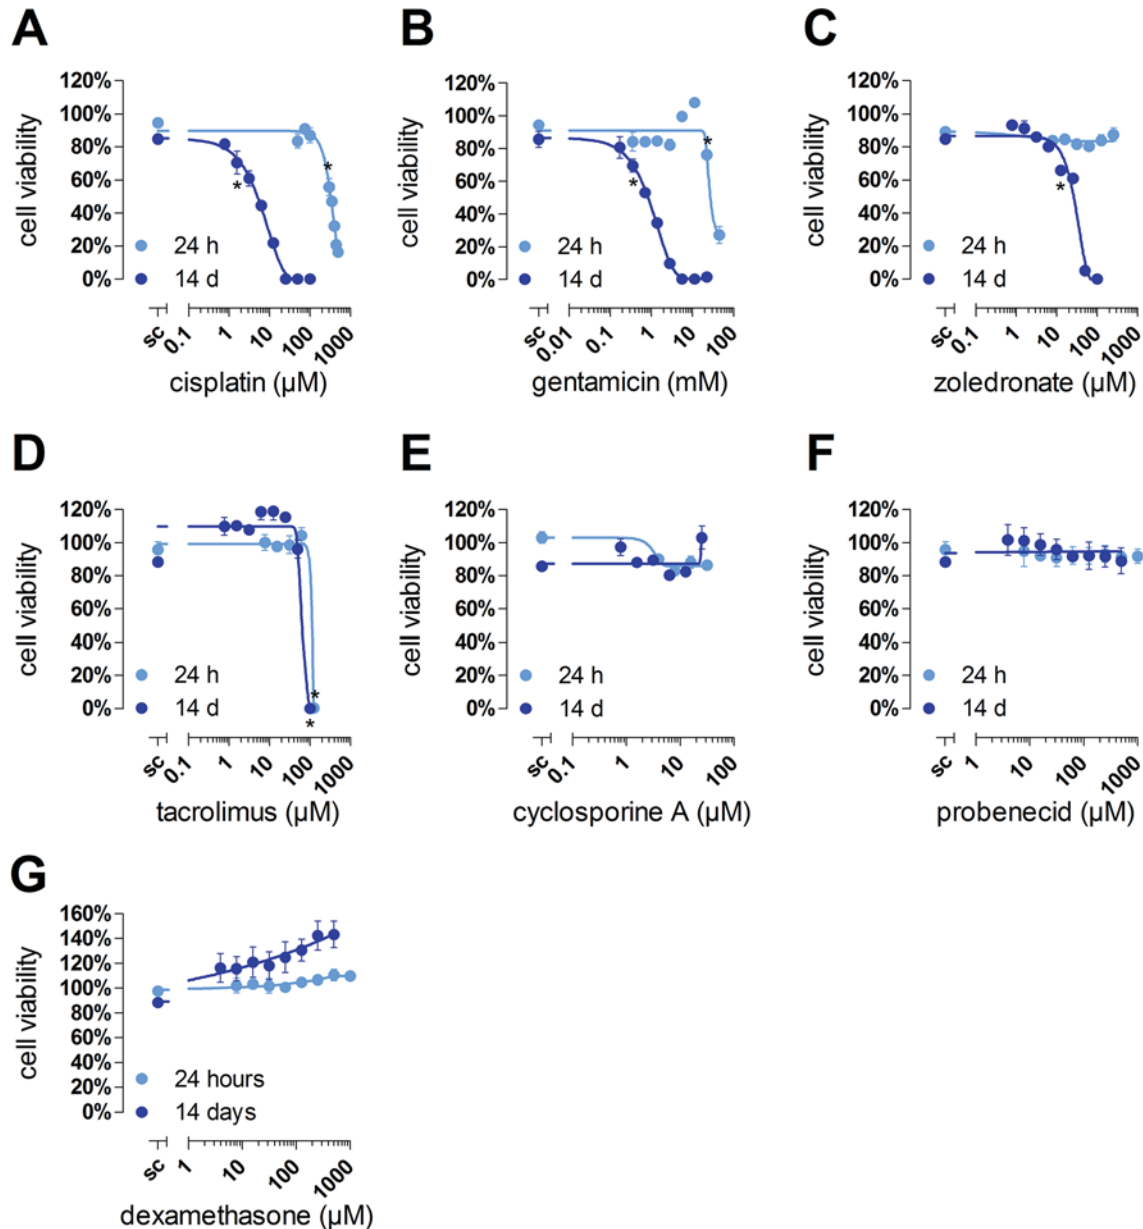 A
cell viability
120%
100%
80%
60%
40%
20%
0%
24 h
14 d
*
*
sc
0.1
1
10
100
1000
cisplatin (µM)
B
cell viability
120%
100%
80%
60%
40%
20%
0%
24 h
14 d
*
*
sc
0.01
0.1
1
10
100
gentamicin (mM)
C
cell viability
120%
100%
80%
60%
40%
20%
0%
24 h
14 d
*
sc
0.1
1
10
100
1000
zoledronate (µM)
D
cell viability
120%
100%
80%
60%
40%
20%
0%
24 h
14 d
*
*
sc
0.1
1
10
100
1000
tacrolimus (µM)
E
cell viability
120%
100%
80%
60%
40%
20%
0%
24 h
14 d
sc
0.1
1
10
100
cyclosporine A (µM)
F
cell viability
120%
100%
80%
60%
40%
20%
0%
24 h
14 d
sc
1
10
100
1000
probenecid (µM)
G
cell viability
160%
140%
120%
100%
80%
60%
40%
20%
0%
24 hours
14 days
sc
1
10
100
1000
dexamethasone (µM)